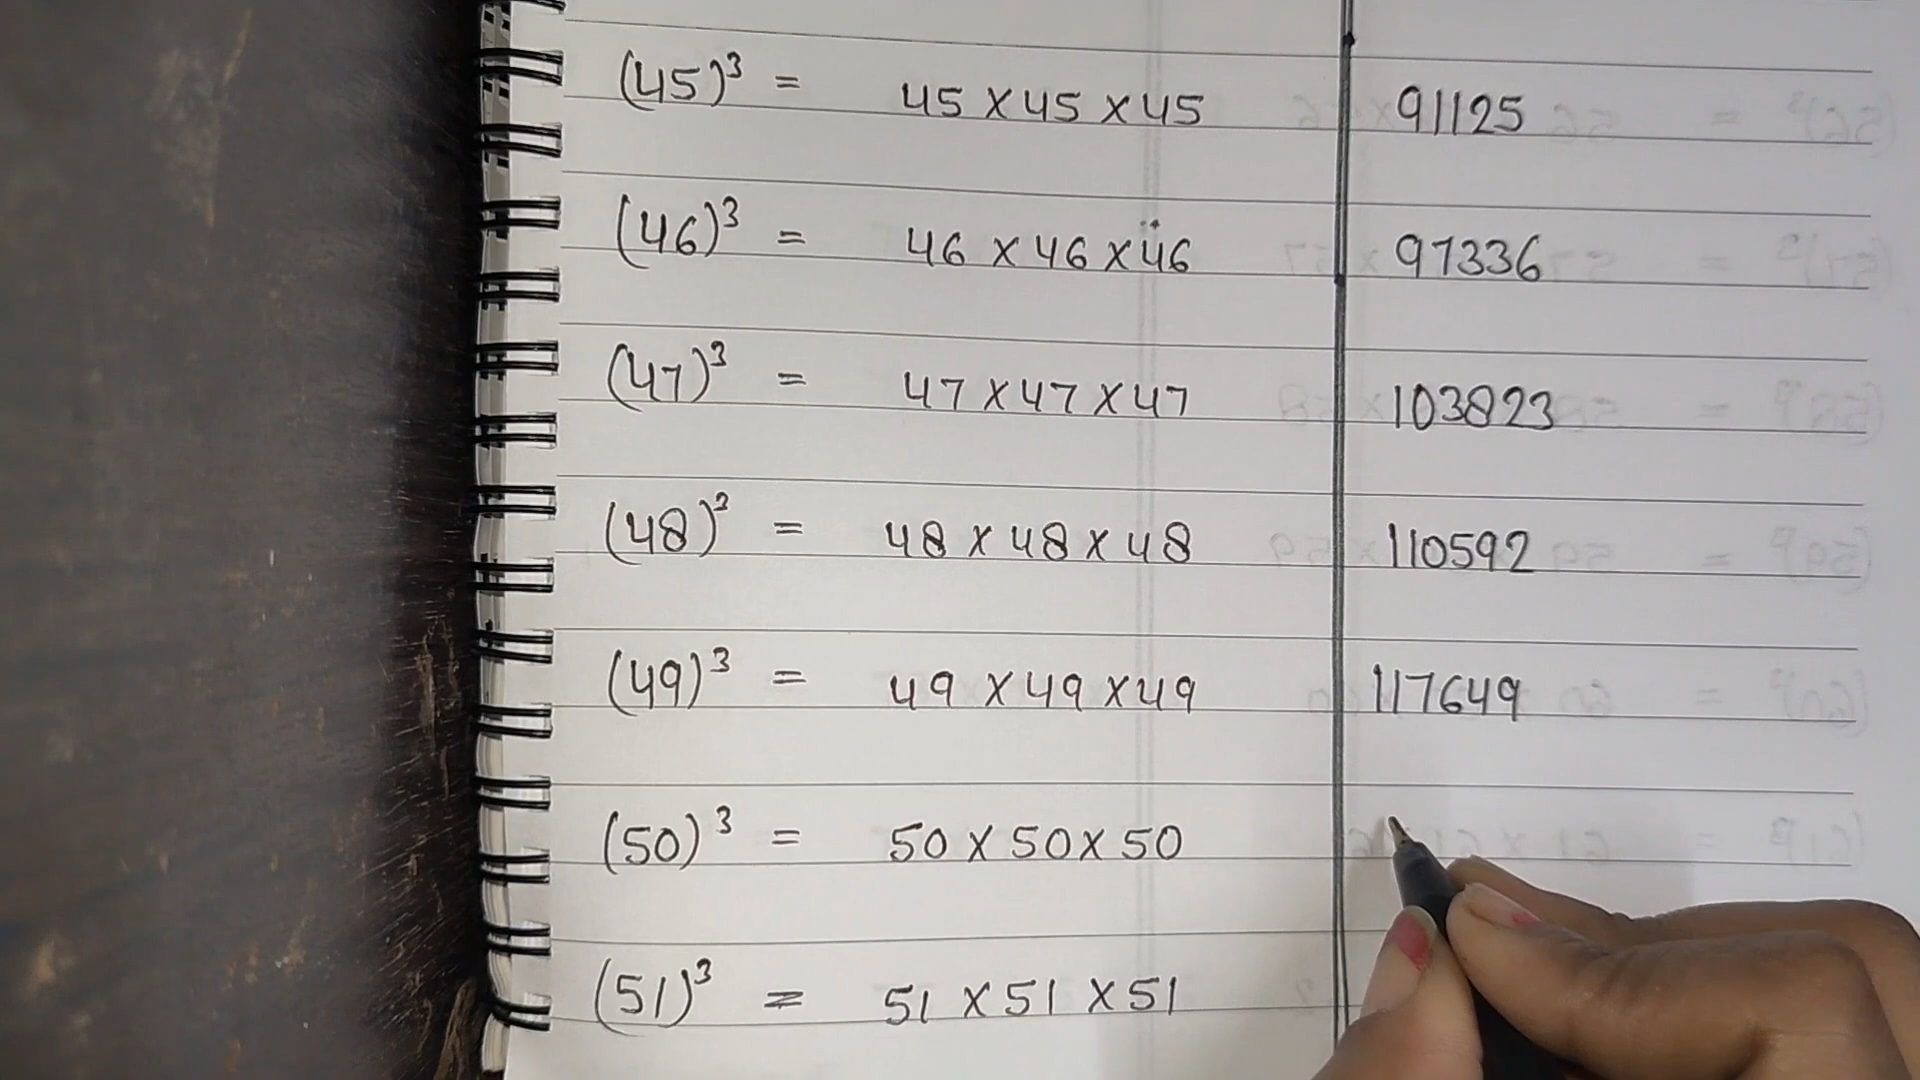 (45)³ = 45 × 45 × 45 91125
(46)³ = 46 × 46 × 46 97336
(47)³ = 47 × 47 × 47 103823
(48)³ = 48 × 48 × 48 110592
(49)³ = 49 × 49 × 49 117649
(50)³ = 50 × 50 × 50
(51)³ = 51 × 51 × 51